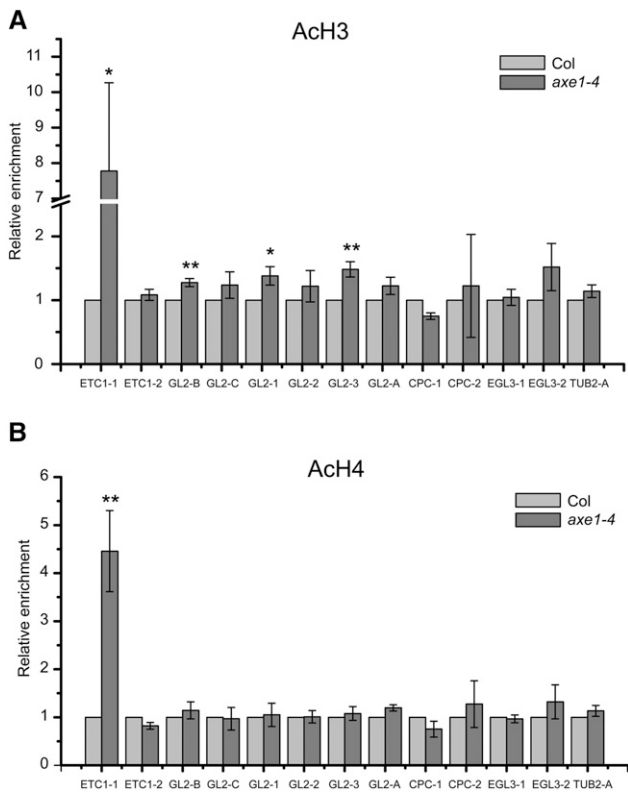 A
AcH3
11
10
9
8
7
2
1
0
Relative enrichment
Col
axe1-4
*
**
*
**
ETC1-1 ETC1-2 GL2-B GL2-C GL2-1 GL2-2 GL2-3 GL2-A CPC-1 CPC-2 EGL3-1 EGL3-2 TUB2-A
B
AcH4
6
5
4
3
2
1
0
Relative enrichment
Col
axe1-4
**
ETC1-1 ETC1-2 GL2-B GL2-C GL2-1 GL2-2 GL2-3 GL2-A CPC-1 CPC-2 EGL3-1 EGL3-2 TUB2-A